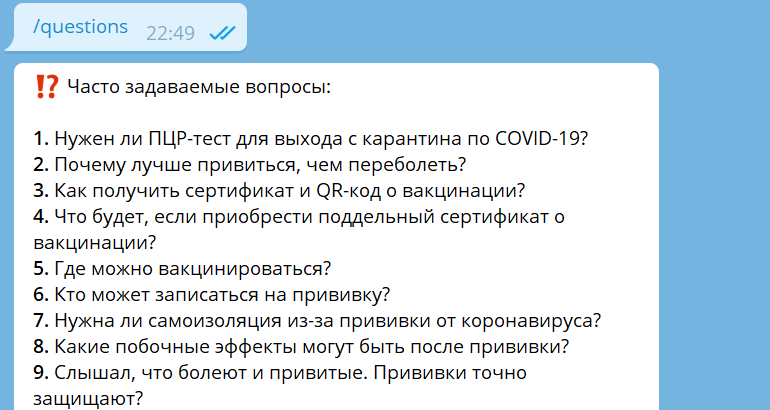 /questions 22:49
⁉️ Часто задаваемые вопросы:
1. Нужен ли ПЦР-тест для выхода с карантина по COVID-19?
2. Почему лучше привиться, чем переболеть?
3. Как получить сертификат и QR-код о вакцинации?
4. Что будет, если приобрести поддельный сертификат о
вакцинации?
5. Где можно вакцинироваться?
6. Кто может записаться на прививку?
7. Нужна ли самоизоляция из-за прививки от коронавируса?
8. Какие побочные эффекты могут быть после прививки?
9. Слышал, что болеют и привитые. Прививки точно
защищают?